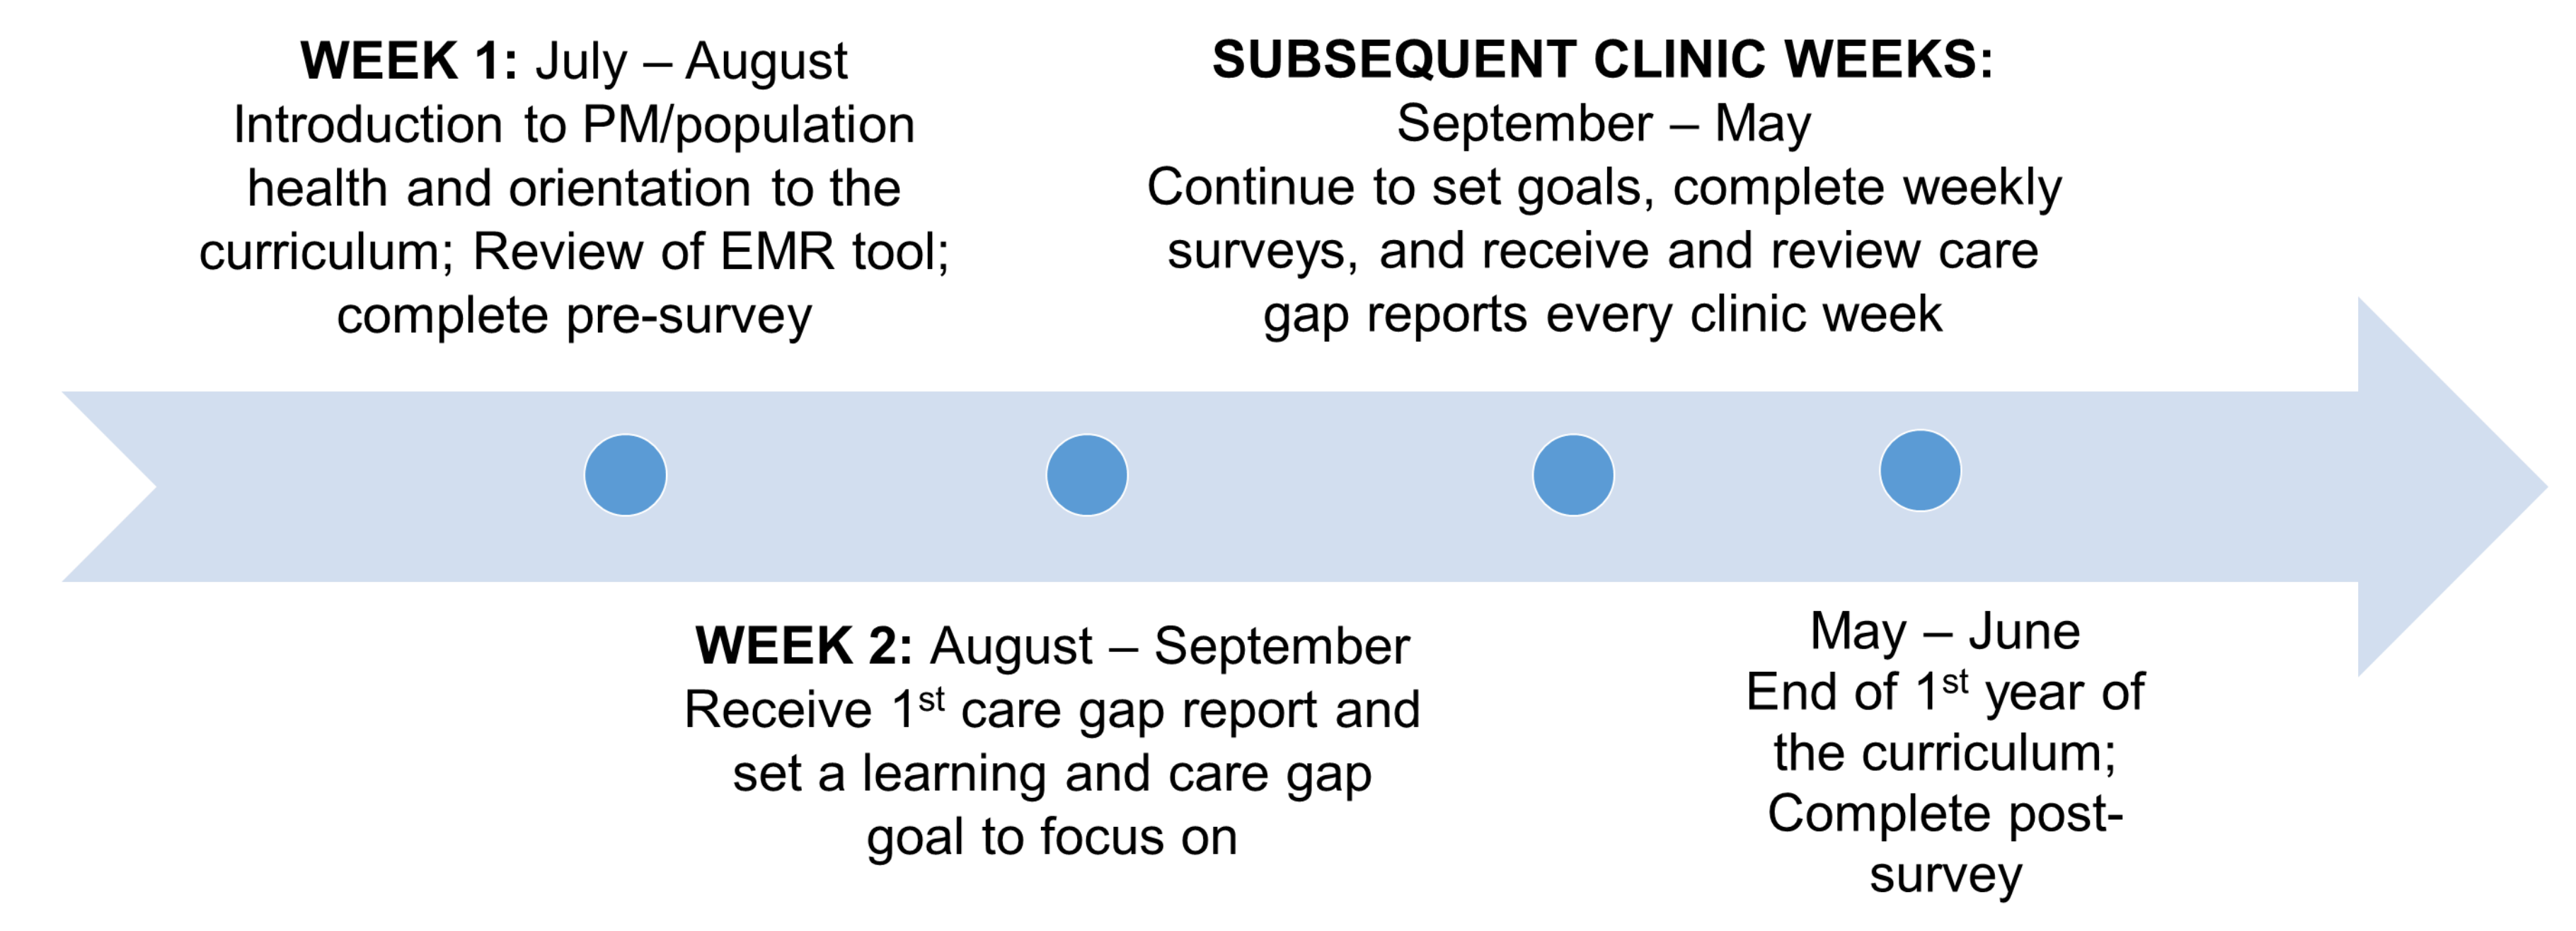 WEEK 1: July – August
Introduction to PM/population
health and orientation to the
curriculum; Review of EMR tool;
complete pre-survey
WEEK 2: August – September
Receive 1st care gap report and
set a learning and care gap
goal to focus on
SUBSEQUENT CLINIC WEEKS:
September – May
Continue to set goals, complete weekly
surveys, and receive and review care
gap reports every clinic week
May – June
End of 1st year of
the curriculum;
Complete post-
survey